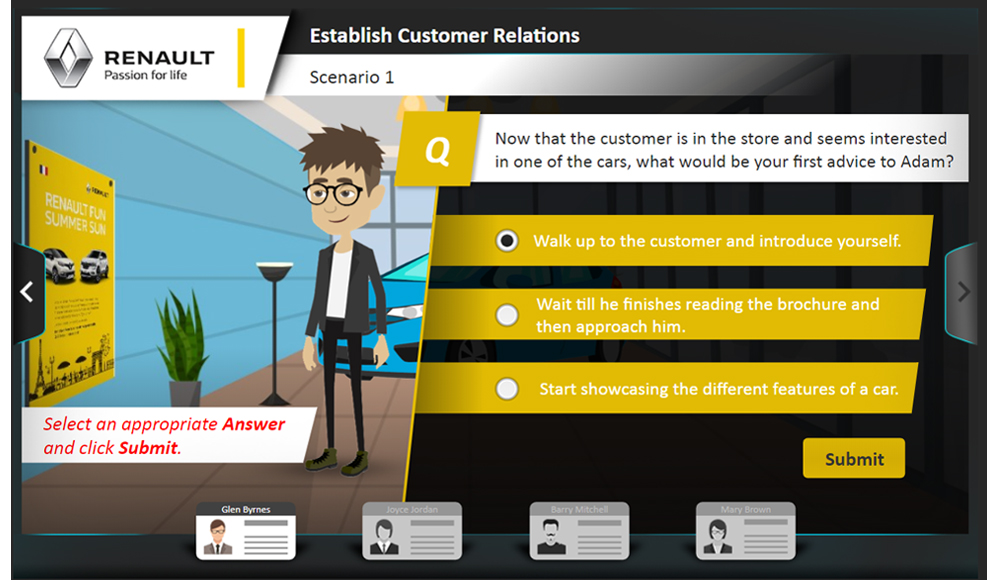 RENAULT
Passion for life
Establish Customer Relations
Scenario 1
Q
Now that the customer is in the store and seems interested
in one of the cars, what would be your first advice to Adam?
RENAULT
RENAULT FUN
SUMMER SUN
Walk up to the customer and introduce yourself.
Wait till he finishes reading the brochure and
then approach him.
Start showcasing the different features of a car.
Select an appropriate Answer
and click Submit.
Submit
Glen Byrnes
Joyce Jordan
Barry Mitchell
Mary Brown